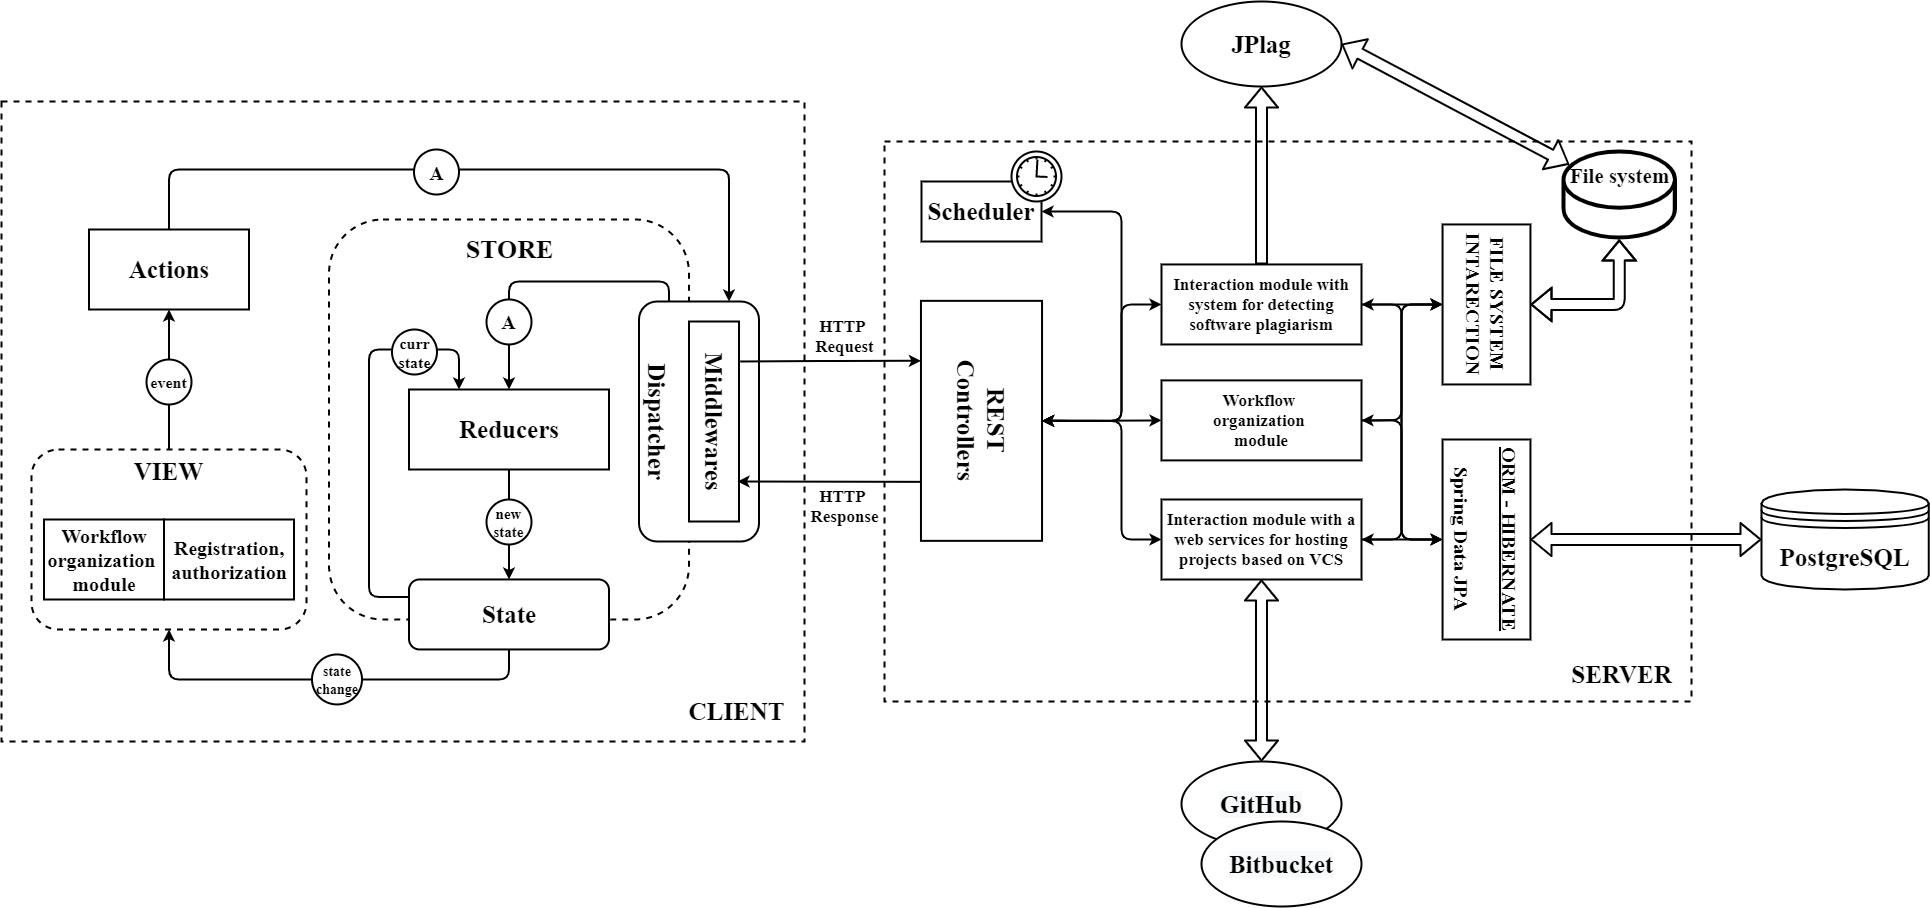 JPlag
File system
A
Scheduler
STORE
Actions
FILE SYSTEM
INTARECTION
Interaction module with
system for detecting
software plagiarism
A
HTTP
Request
curr
state
Dispatcher
Middlewares
REST
Controllers
event
Workflow
organization
module
Reducers
VIEW
ORM - HIBERNATE
Spring Data JPA
HTTP
Response
new
state
Interaction module with a
web services for hosting
projects based on VCS
Workflow
organization
module
Registration,
authorization
PostgreSQL
State
state
change
SERVER
CLIENT
GitHub
Bitbucket